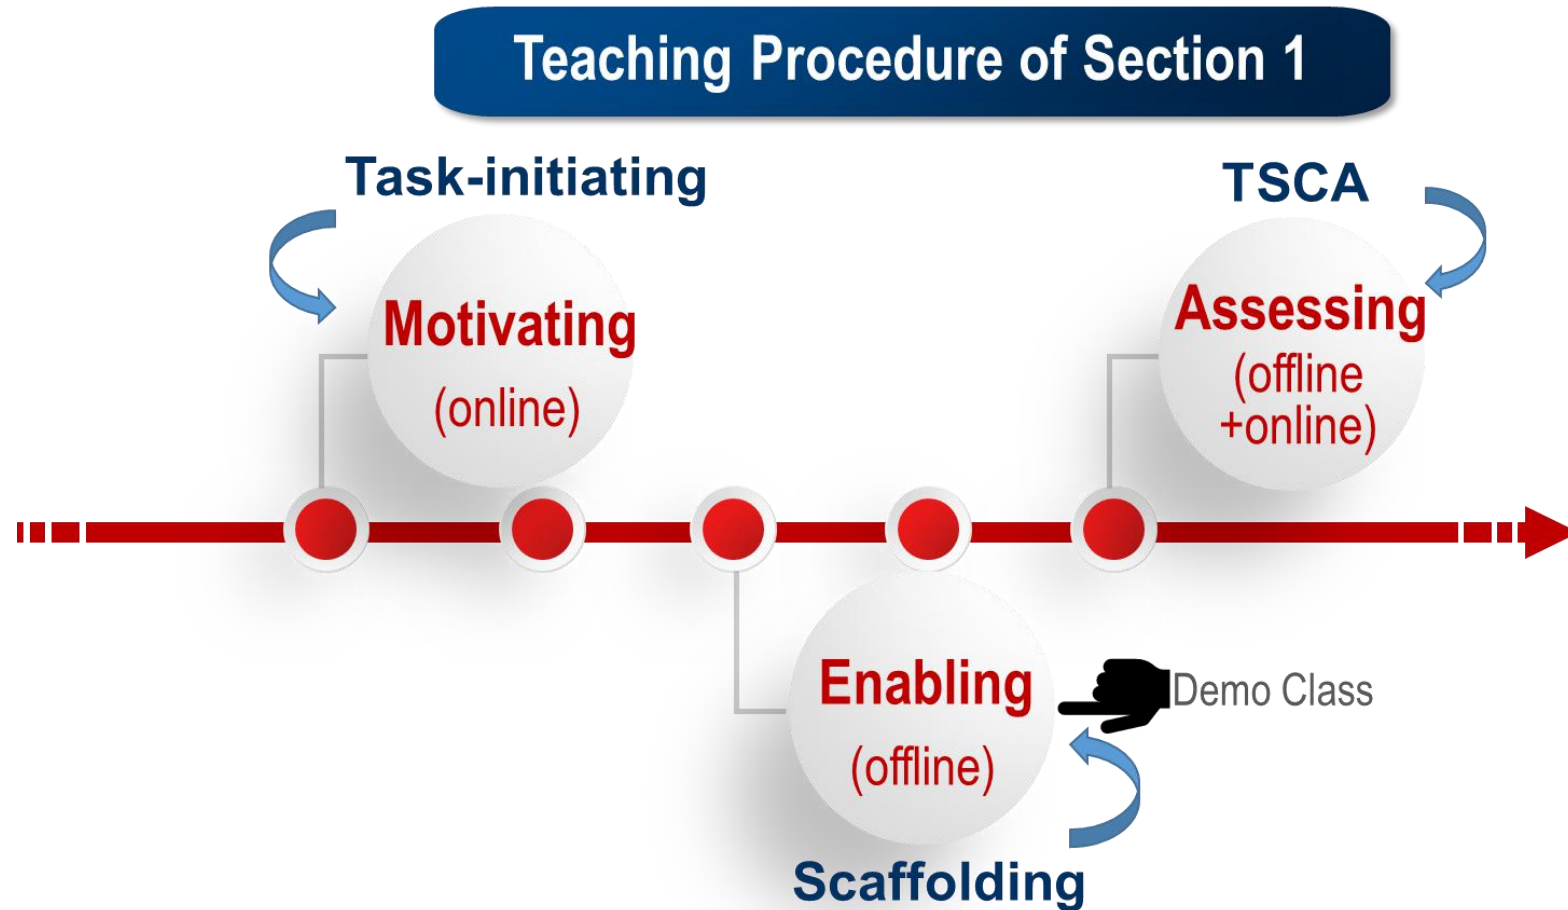 Teaching Procedure of Section 1
Task-initiating
Motivating
(online)
TSCA
Assessing
(offline
+online)
Enabling
(offline)
Demo Class
Scaffolding